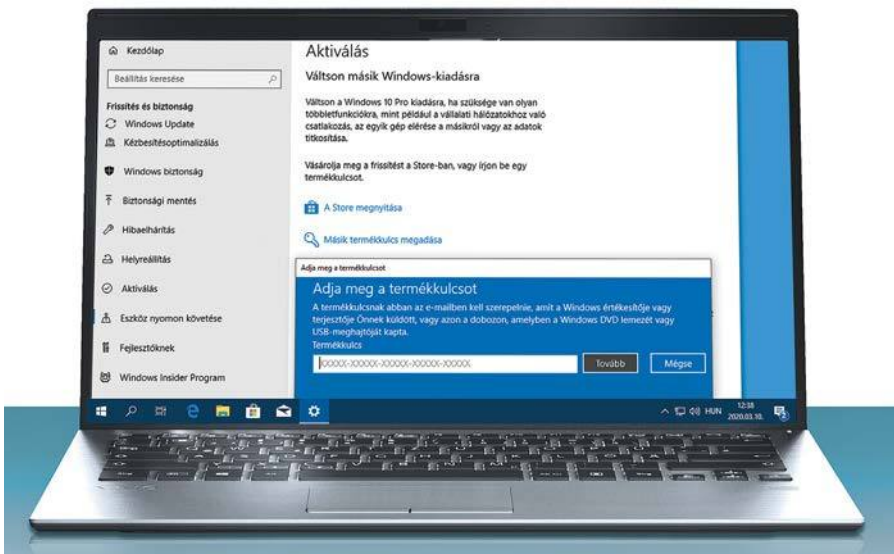 Kezdőlap
Beállítás keresése
Frissítés és biztonság
Windows Update
Kézbesítésoptimalizálás
Windows biztonság
Biztonsági mentés
Hibaelhárítás
Helyreállítás
Aktiválás
Eszköz nyomon követése
Fejlesztőknek
Windows Insider Program
Aktiválás
Váltson másik Windows-kiadásra
Váltson a Windows 10 Pro kiadásra, ha szüksége van olyan
többletfunkciókra, mint például a vállalati hálózatokhoz való
csatlakozás, az egyik gép elérése a másikról vagy az adatok
titkosítása.
Vásárolja meg a frissítést a Store-ban, vagy írjon be egy
termékkulcsot.
A Store megnyitása
Másik termékkulcs megadása
Adja meg a termékkulcsot
Adja meg a termékkulcsot
A termékkulcsnak abban az e-mailben kell szerepelnie, amit a Windows értékesítője vagy
terjesztője Önnek küldött, vagy azon a dobozon, amelyben a Windows DVD lemezét vagy
USB-meghajtóját kapta.
Termékkulcs
XXXXX-XXXXX-XXXXX-XXXXX-XXXXX
Tovább
Mégse
HUN
12:38
2020.03.10.